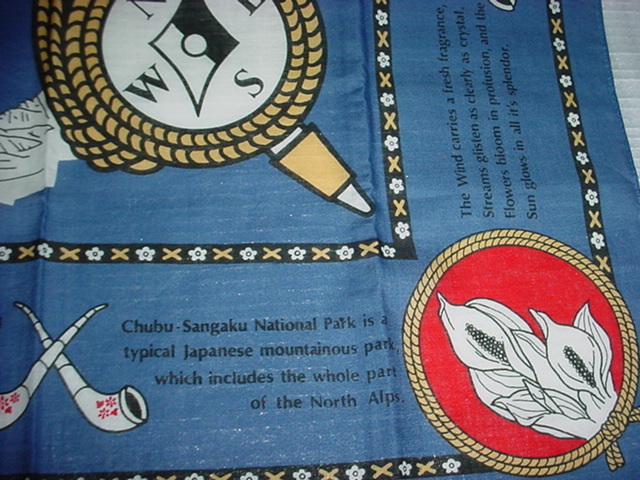 N
E
W
S
The Wind carries a fresh fragrance,
Streams glisten as clearly as crystal,
Flowers bloom in profusion, and the
Sun glows in all it's splendor.
Chubu-Sangaku National Park is a
typical Japanese mountainous park,
which includes the whole part
of the North Alps.